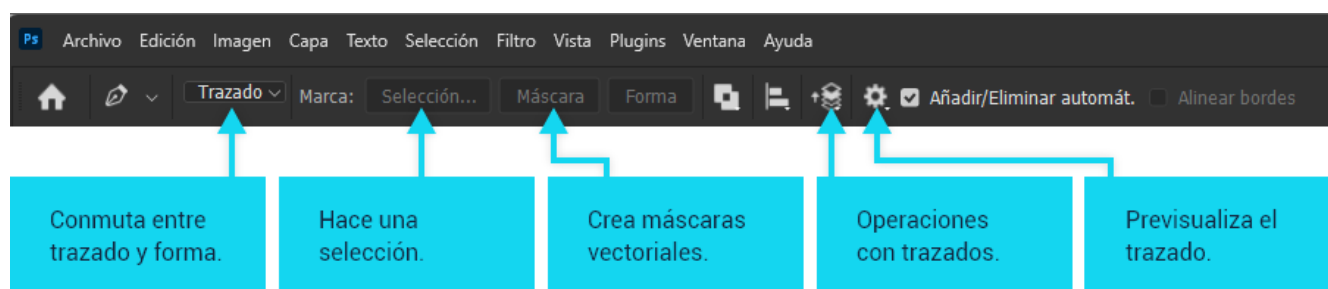 Ps Archivo Edición Imagen Capa Texto Selección Filtro Vista Plugins Ventana Ayuda
Trazado Marca: Selección... Máscara Forma Añadir/Eliminar automát. Alinear bordes
Conmuta entre
trazado y forma.
Hace una
selección.
Crea máscaras
vectoriales.
Operaciones
con trazados.
Previsualiza el
trazado.